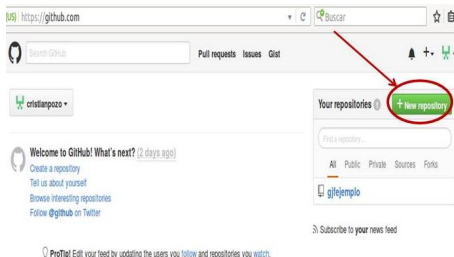 (US) https://github.com
Buscar
Search GitHub
Pull requests Issues Gist
cristianpozo
Your repositories
+ New repository
Find a repository...
All Public Private Sources Forks
gjfejemplo
Welcome to GitHub! What's next? (2 days ago)
Create a repository
Tell us about yourself
Browse interesting repositories
Follow @github on Twitter
Subscribe to your news feed
ProTip! Edit your feed by updating the users you follow and repositories you watch.